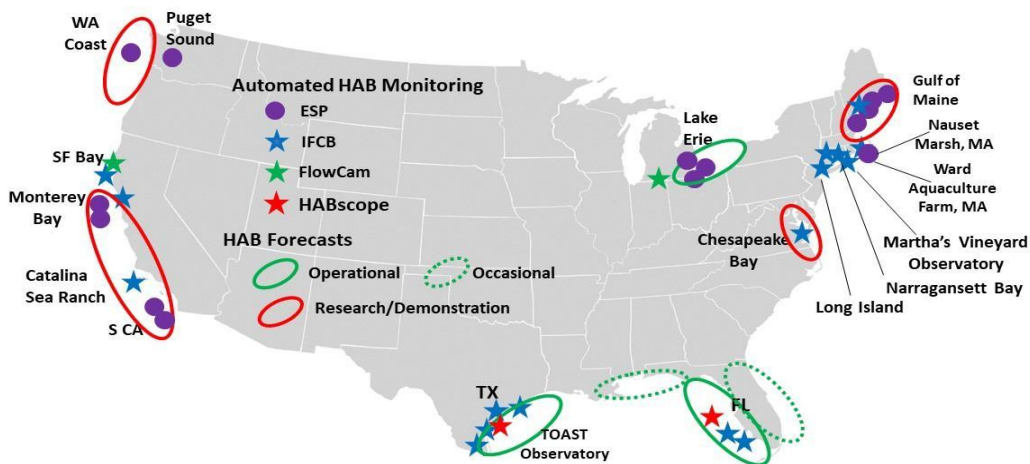 WA
Coast
Puget
Sound
Automated HAB Monitoring
ESP
IFCB
FlowCam
HABscope
HAB Forecasts
Operational
Occasional
Research/Demonstration
SF Bay
Monterey
Bay
Catalina
Sea Ranch
S CA
Lake
Erie
Gulf of
Maine
Nauset
Marsh, MA
Ward
Aquaculture
Farm, MA
Martha's Vineyard
Observatory
Narragansett Bay
Long Island
Chesapeake
Bay
TX
TOAST
Observatory
FL